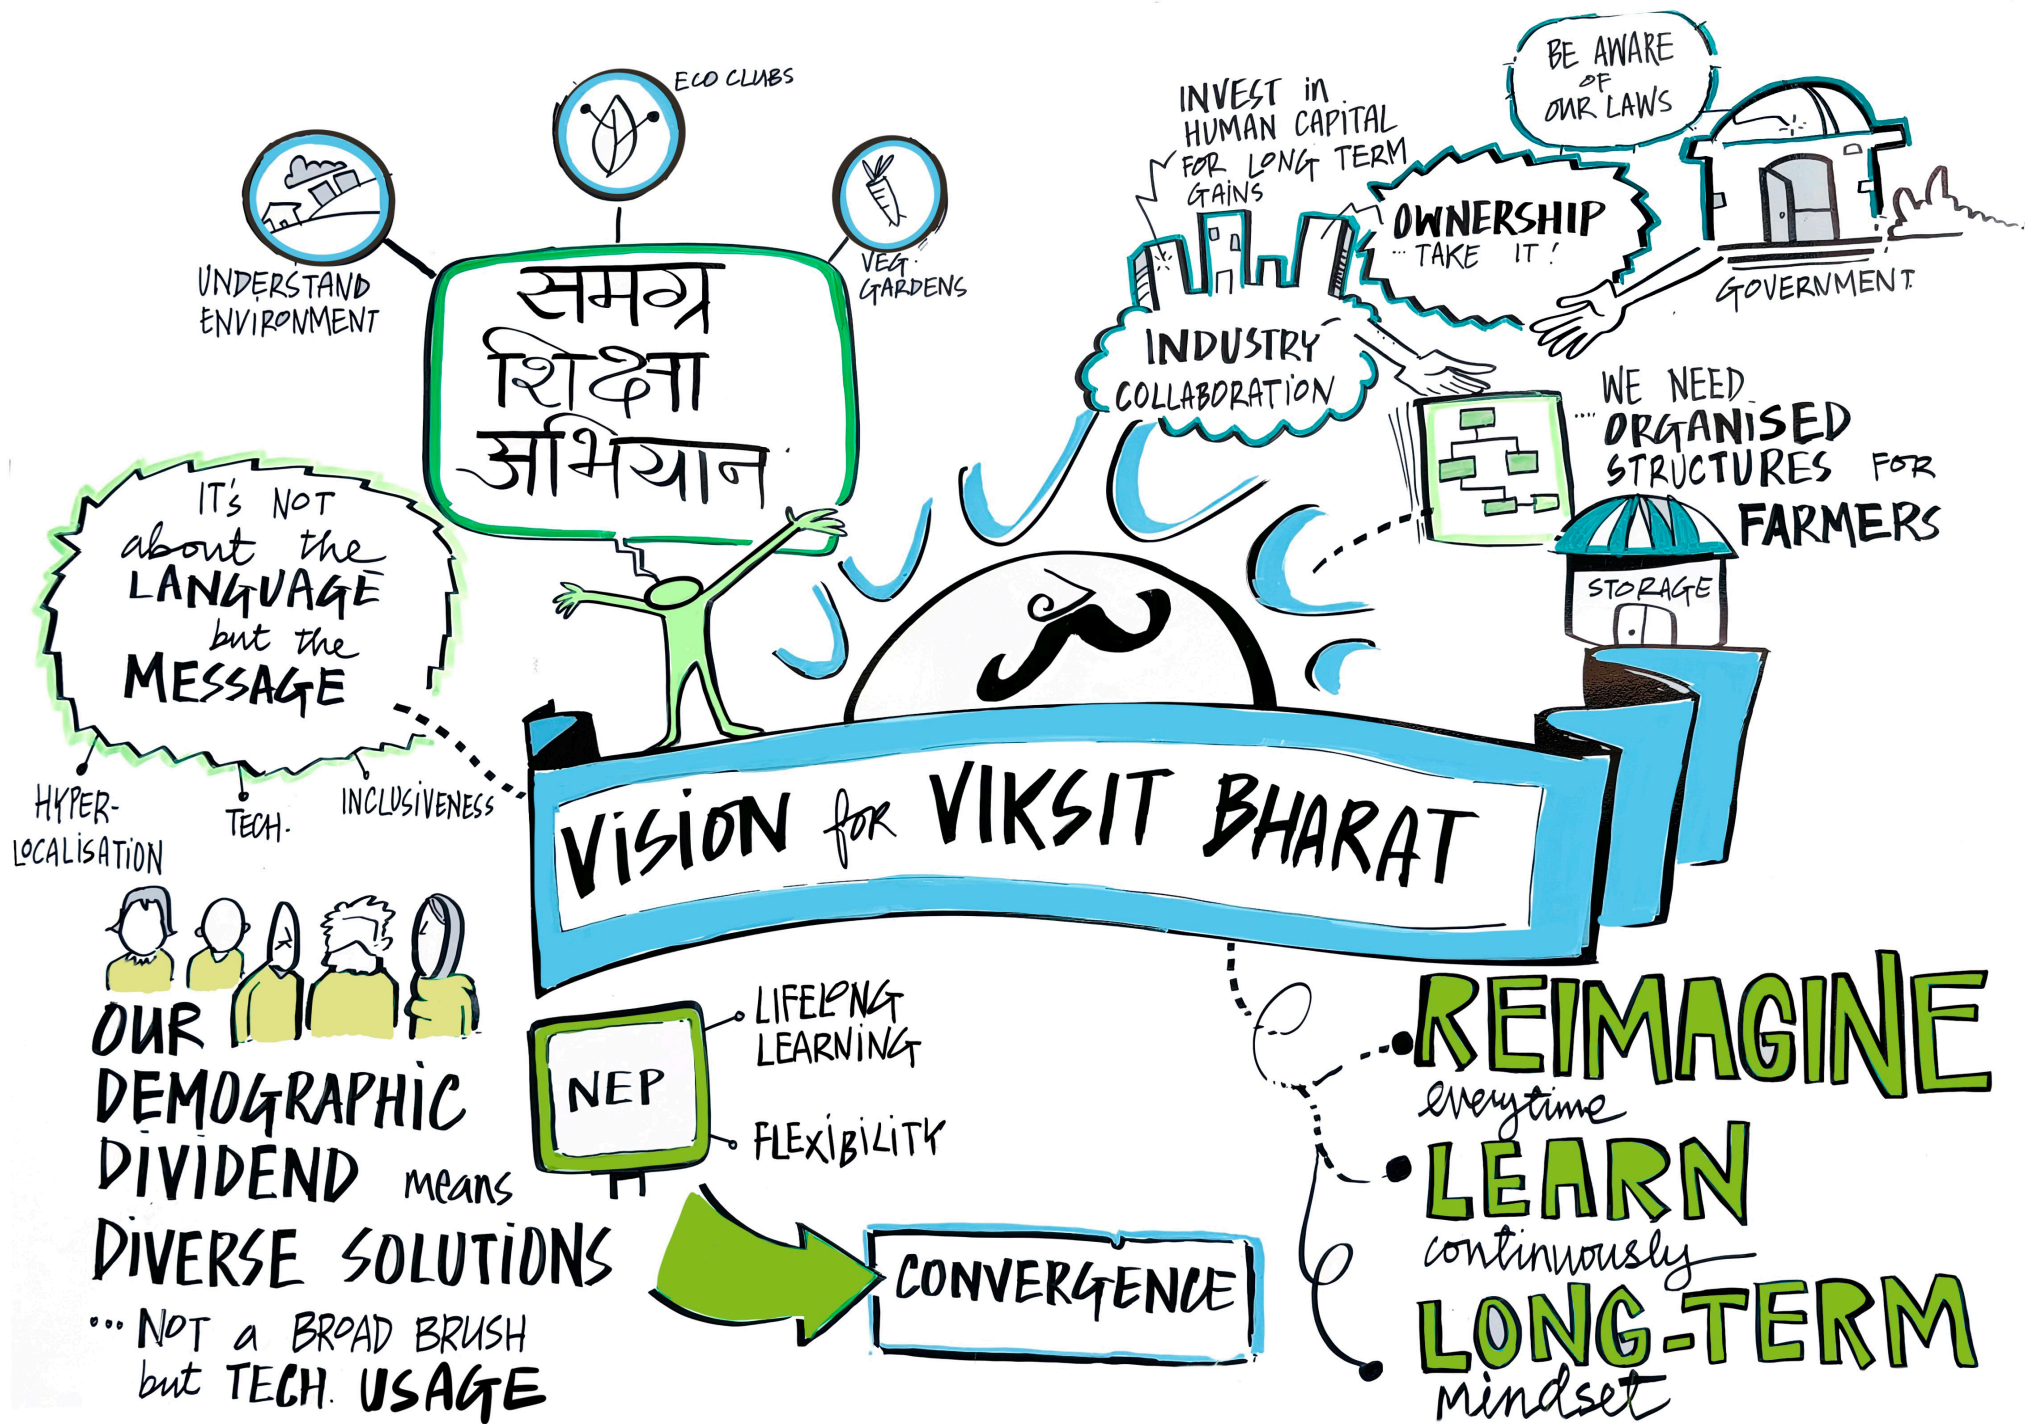 ECO CLUBS
UNDERSTAND
ENVIRONMENT
VEG.
GARDENS
समग्र
शिक्षा
अभियान
INVEST in
HUMAN CAPITAL
FOR LONG TERM
GAINS
BE AWARE
OF
OUR LAWS
OWNERSHIP
... TAKE IT!
GOVERNMENT
INDUSTRY
COLLABORATION
WE NEED
.... ORGANISED
STRUCTURES FOR
FARMERS
STORAGE
IT'S NOT
about the
LANGUAGE
but the
MESSAGE
HYPER-
LOCALISATION
TECH.
INCLUSIVENESS
VISION for VIKSIT BHARAT
OUR
DEMOGRAPHIC
DIVIDEND means
DIVERSE SOLUTIONS
... NOT a BROAD BRUSH
but TECH. USAGE
NEP
LIFELONG
LEARNING
FLEXIBILITY
CONVERGENCE
REIMAGINE
everytime
LEARN
continuously
LONG-TERM
mindset